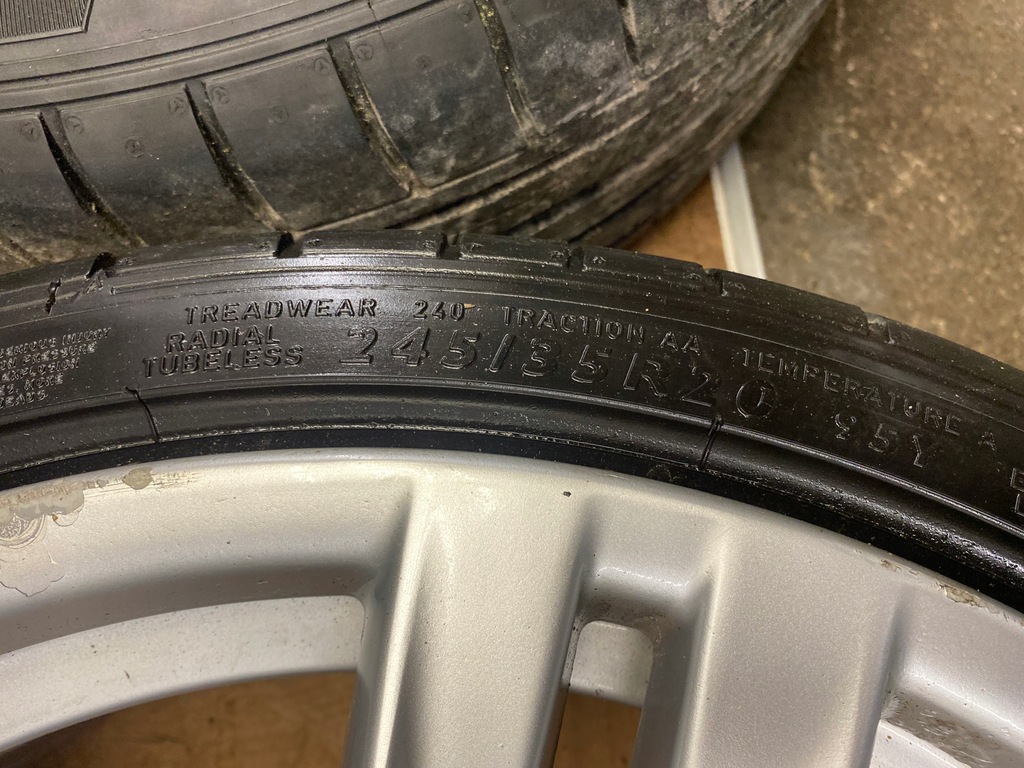 TREADWEAR 240 TRACTION AA TEMPERATURE A
RADIAL
TUBELESS
245/35R20 95Y